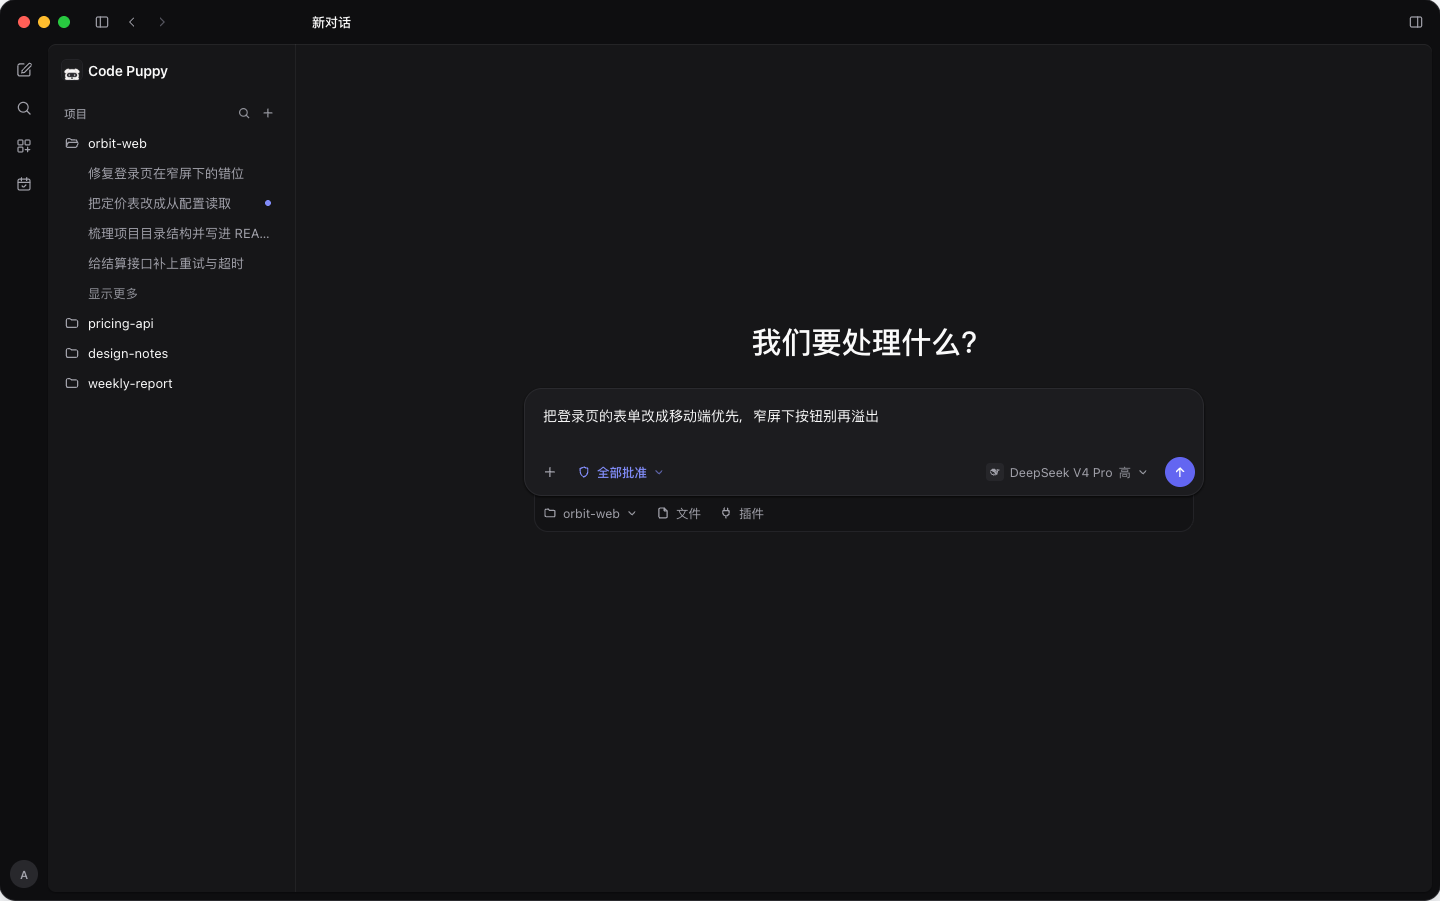 新对话
Code Puppy
项目
orbit-web
修复登录页在窄屏下的错位
把定价表改成从配置读取
梳理项目目录结构并写进 REA...
给结算接口补上重试与超时
显示更多
pricing-api
design-notes
weekly-report
A
我们要处理什么?
把登录页的表单改成移动端优先，窄屏下按钮别再溢出
全部批准
DeepSeek V4 Pro 高
orbit-web 文件 插件